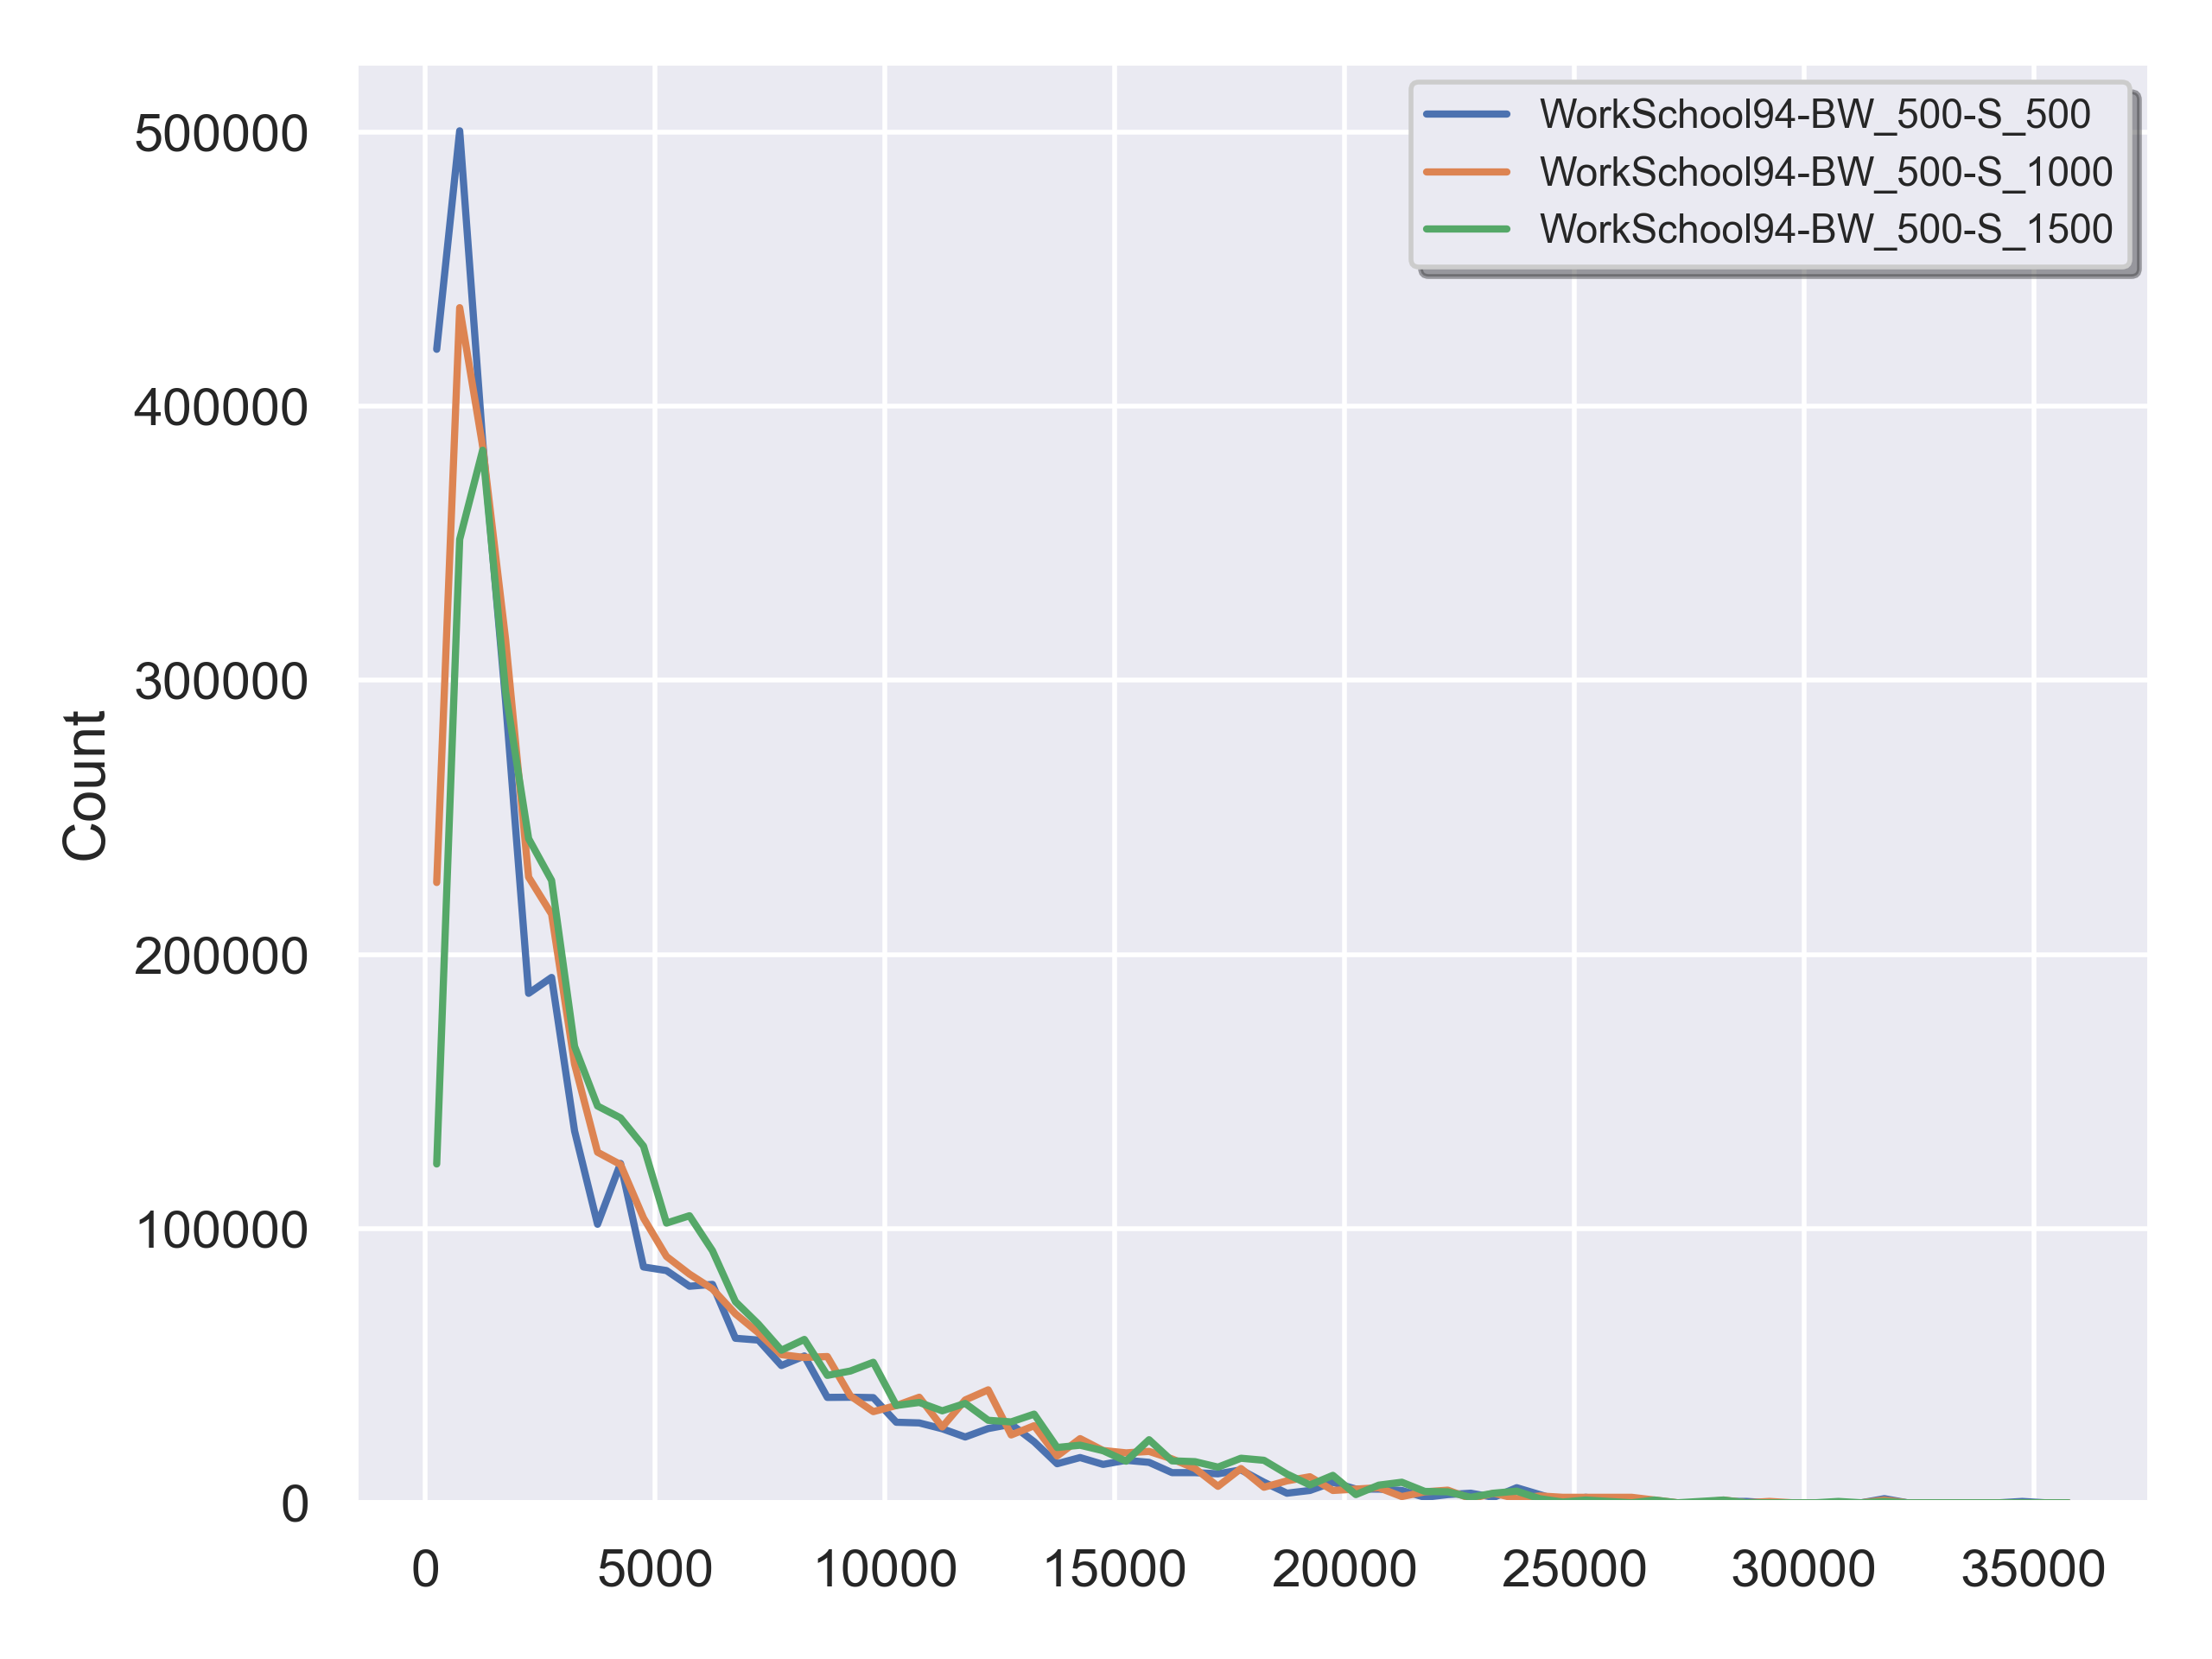 WorkSchool94-BW_500-S_500
WorkSchool94-BW_500-S_1000
WorkSchool94-BW_500-S_1500
500000
400000
300000
200000
100000
0
Count
0 5000 10000 15000 20000 25000 30000 35000